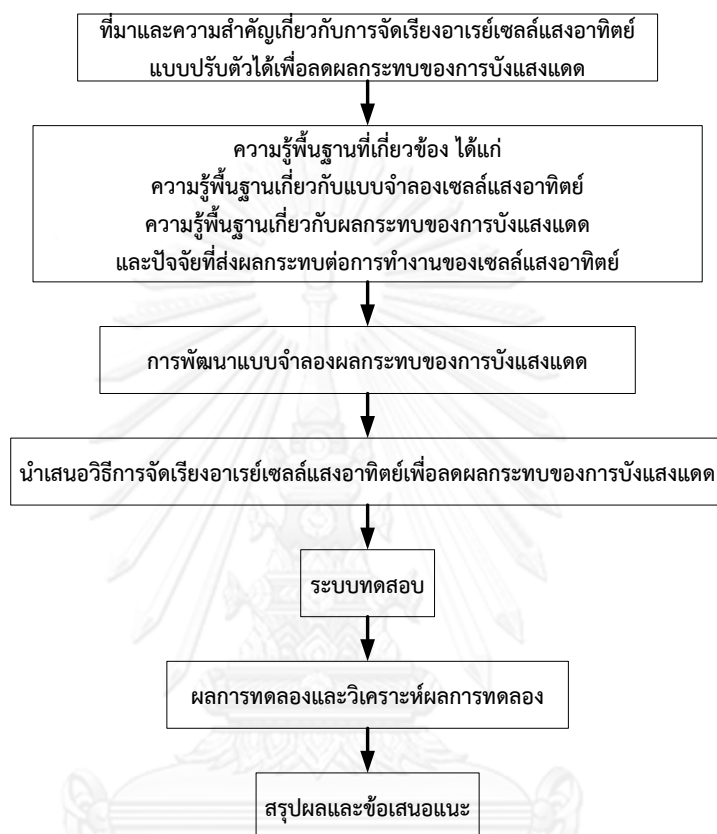 ที่มาและความสำคัญเกี่ยวกับการจัดเรียงอาเรย์เซลล์แสงอาทิตย์
แบบปรับตัวได้เพื่อลดผลกระทบของการบังแสงแดด
ความรู้พื้นฐานที่เกี่ยวข้อง ได้แก่
ความรู้พื้นฐานเกี่ยวกับแบบจำลองเซลล์แสงอาทิตย์
ความรู้พื้นฐานเกี่ยวกับผลกระทบของการบังแสงแดด
และปัจจัยที่ส่งผลกระทบต่อการทำงานของเซลล์แสงอาทิตย์
การพัฒนาแบบจำลองผลกระทบของการบังแสงแดด
นำเสนอวิธีการจัดเรียงอาเรย์เซลล์แสงอาทิตย์เพื่อลดผลกระทบของการบังแสงแดด
ระบบทดสอบ
ผลการทดลองและวิเคราะห์ผลการทดลอง
สรุปผลและข้อเสนอแนะ